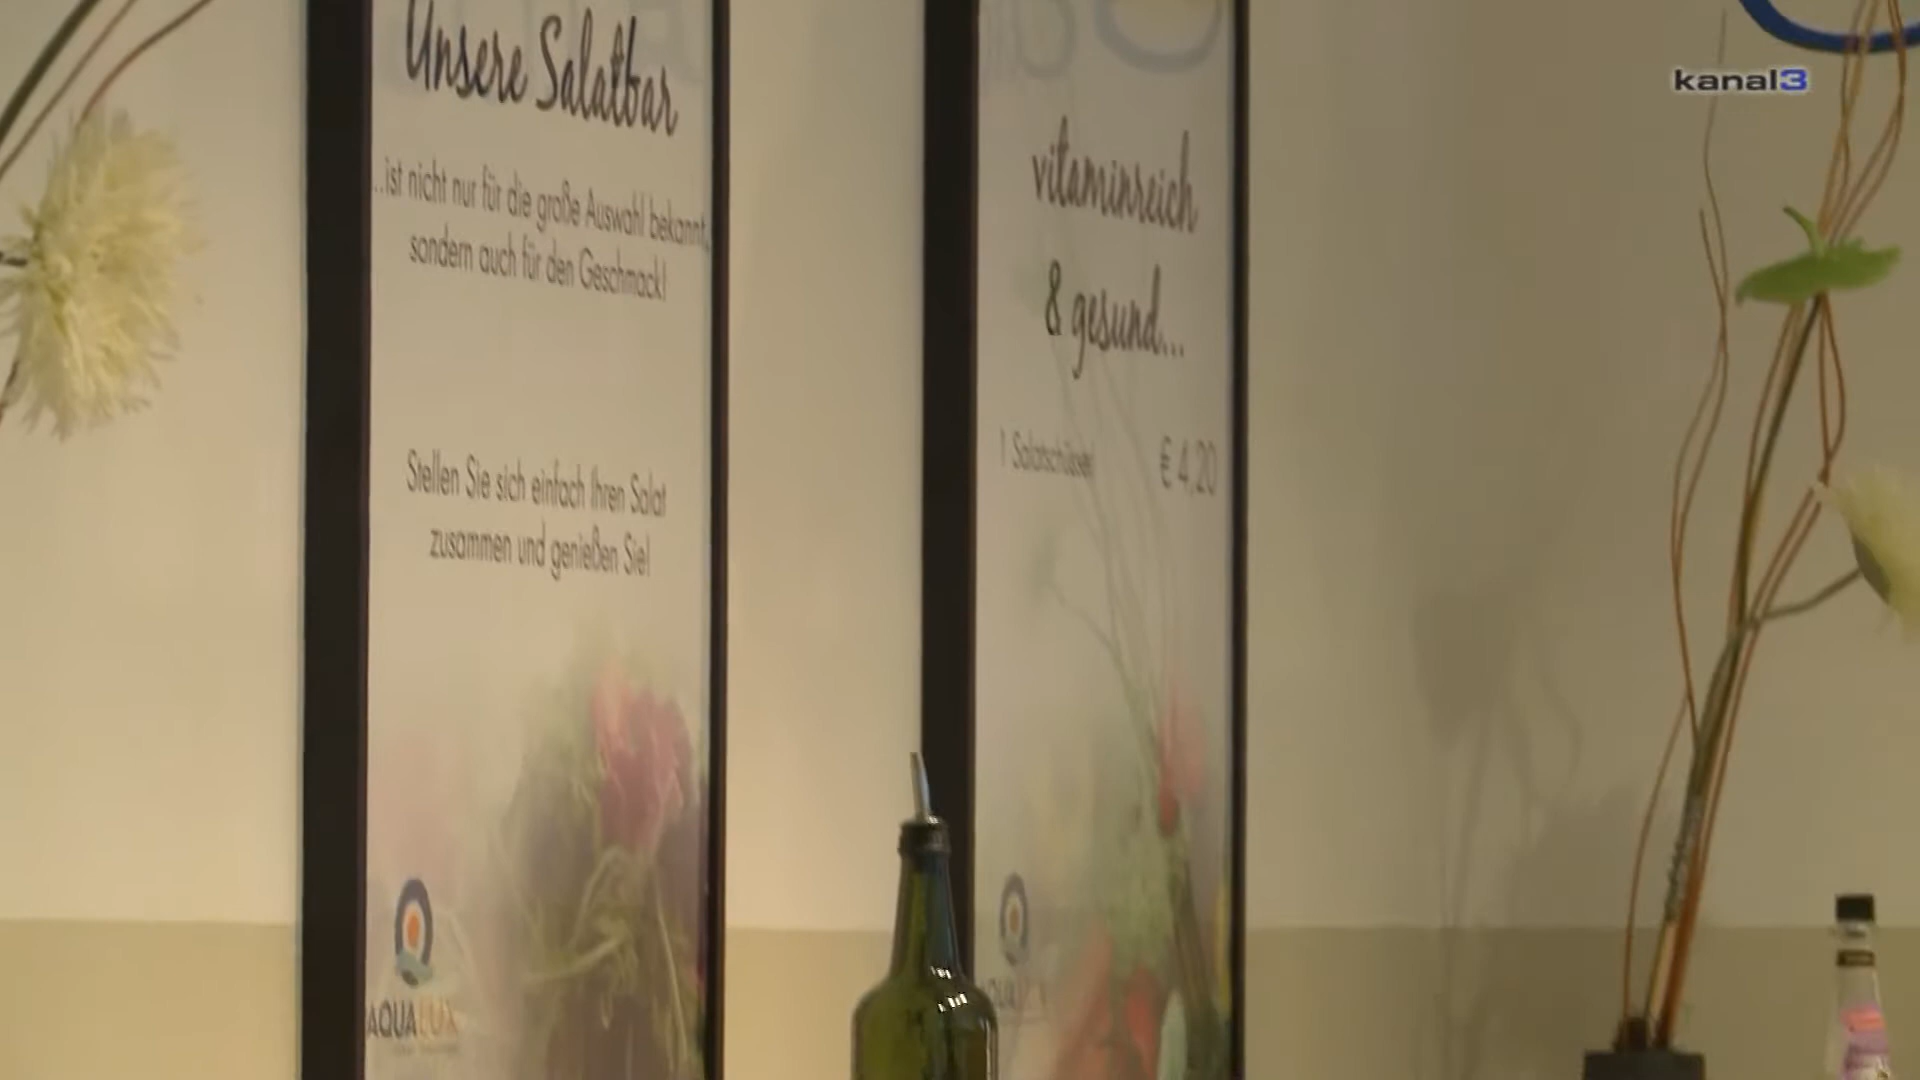 Unsere Salatbar
...ist nicht nur für die große Auswahl bekannt,
sondern auch für den Geschmack!
Stellen Sie sich einfach Ihren Salat
zusammen und genießen Sie!
AQUALUX
vitaminreich
& gesund...
1 Salatschüssel € 4,20
kanal3